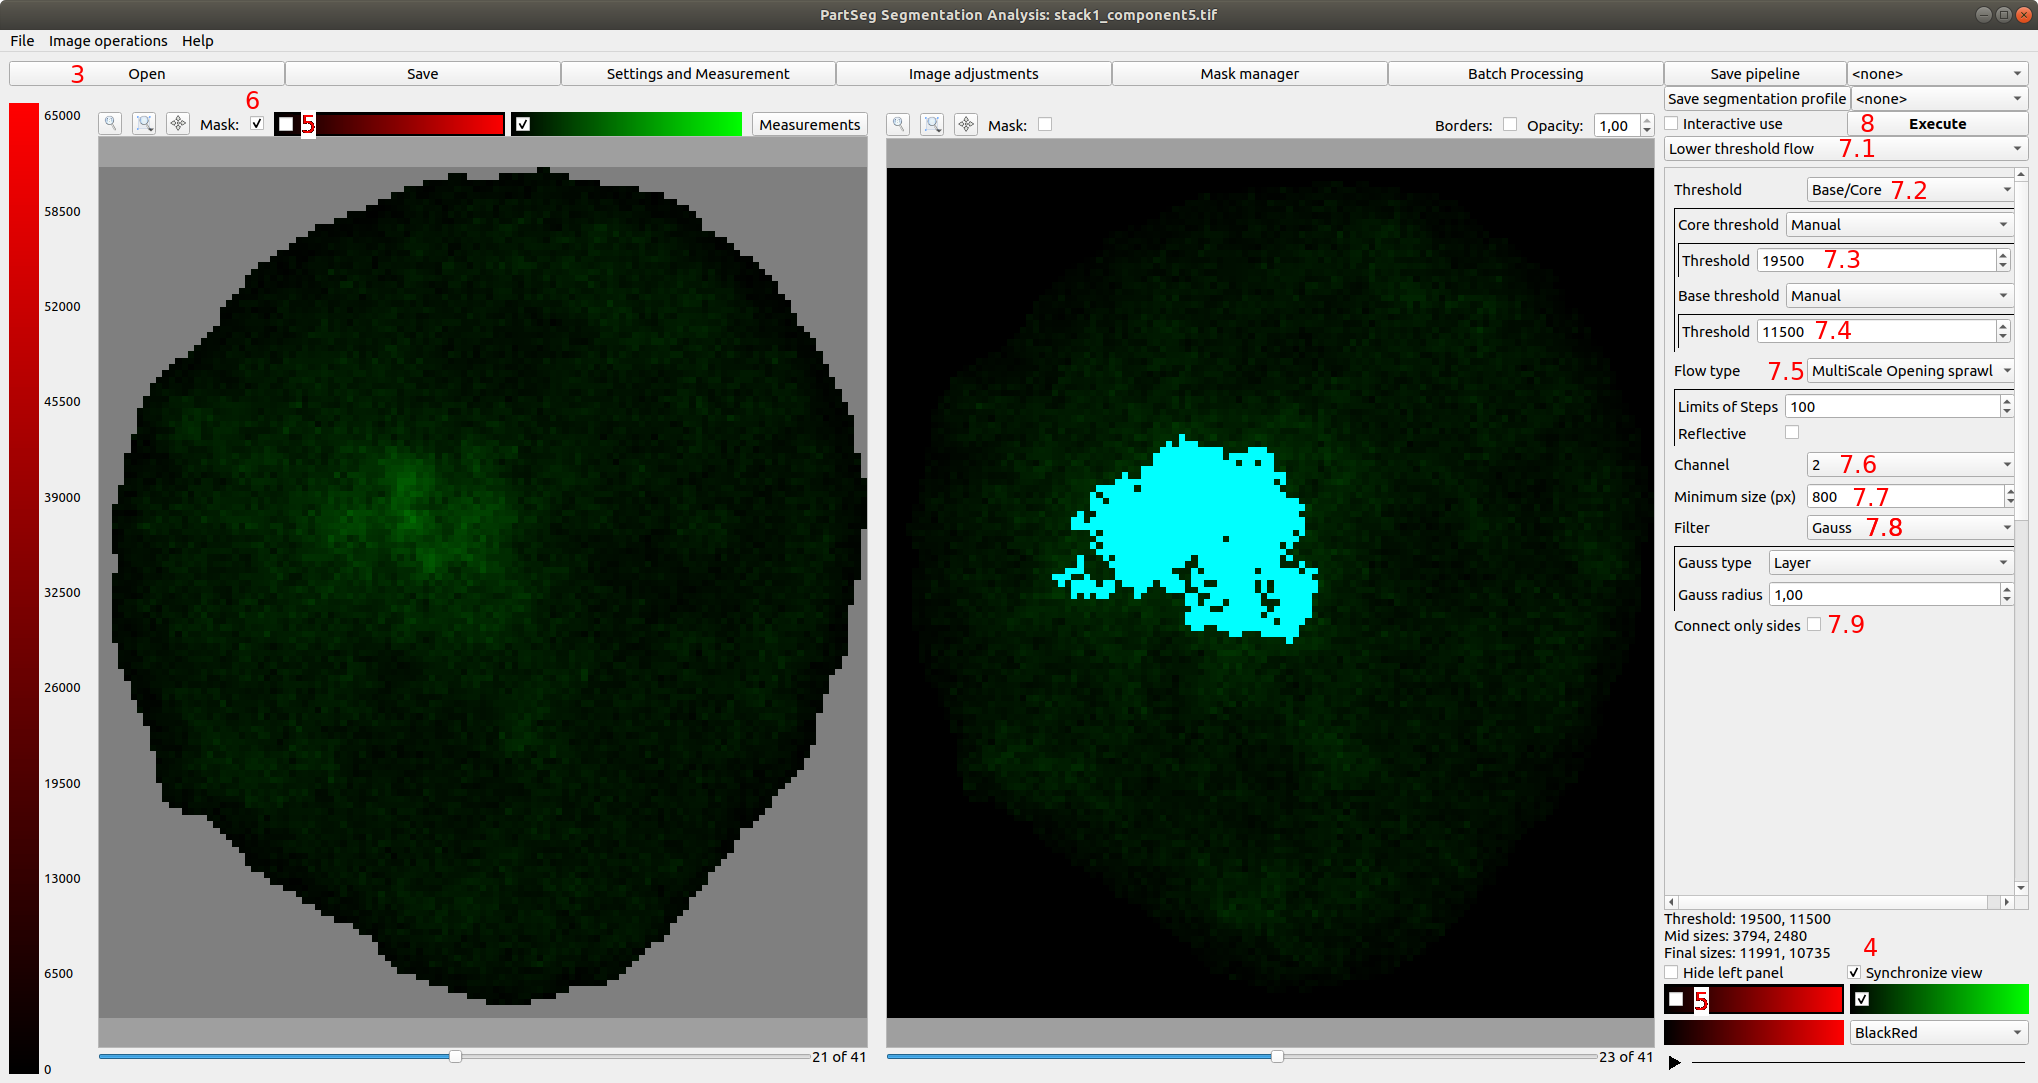 PartSeg Segmentation Analysis: stack1_component5.tif
File Image operations Help
3 Open Save Settings and Measurement Image adjustments Mask manager Batch Processing Save pipeline <none>
Save segmentation profile <none>
65000
58500
52000
45500
39000
32500
26000
19500
13000
6500
0
6
Mask: 5 Measurements
21 of 41
Mask: Borders: Opacity: 1,00
23 of 41
Interactive use 8 Execute
Lower threshold flow 7.1
Threshold Base/Core 7.2
Core threshold Manual
Threshold 19500 7.3
Base threshold Manual
Threshold 11500 7.4
Flow type 7.5 MultiScale Opening sprawl
Limits of Steps 100
Reflective
Channel 2 7.6
Minimum size (px) 800 7.7
Filter Gauss 7.8
Gauss type Layer
Gauss radius 1,00
Connect only sides 7.9
Threshold: 19500, 11500
Mid sizes: 3794, 2480
Final sizes: 11991, 10735
4
Hide left panel Synchronize view
5
BlackRed